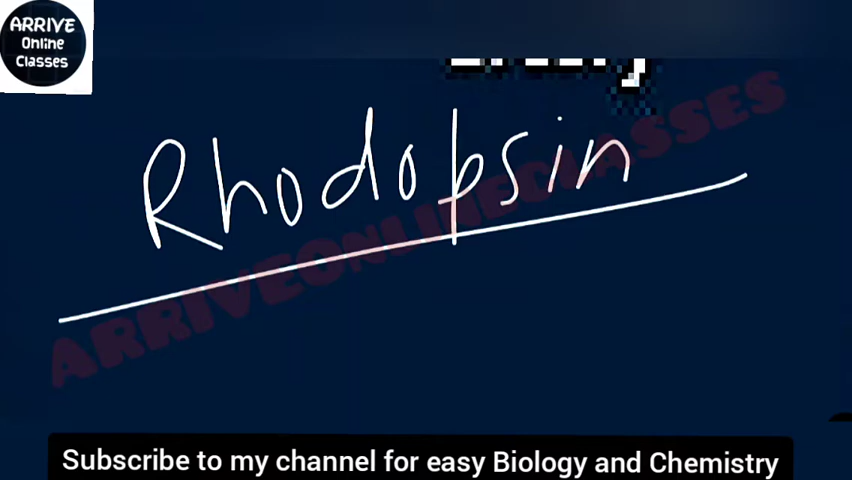 ARRIVE
Online
Classes
Rhodopsin
ARRIVEONLINECLASSES
Subscribe to my channel for easy Biology and Chemistry